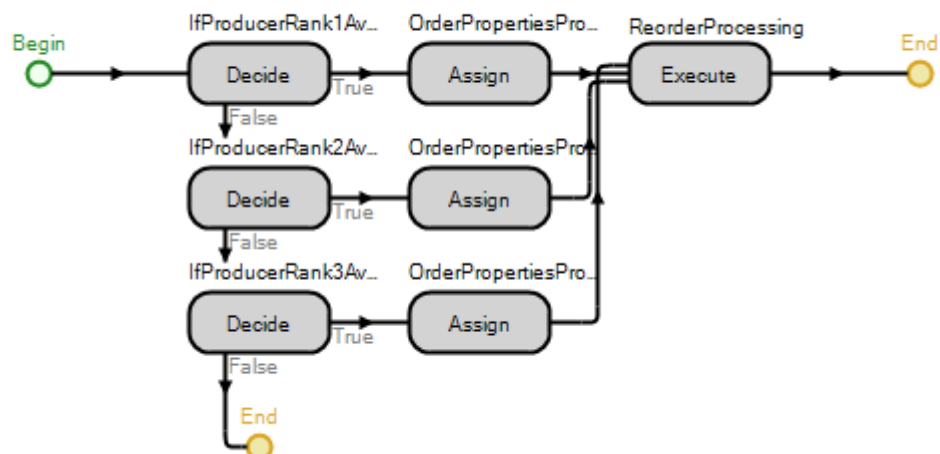 IfProducerRank1Av...
OrderPropertiesPro...
ReorderProcessing
Begin
End
Decide
True
Assign
Execute
False
IfProducerRank2Av...
OrderPropertiesPro...
Decide
True
Assign
False
IfProducerRank3Av...
OrderPropertiesPro...
Decide
True
Assign
False
End